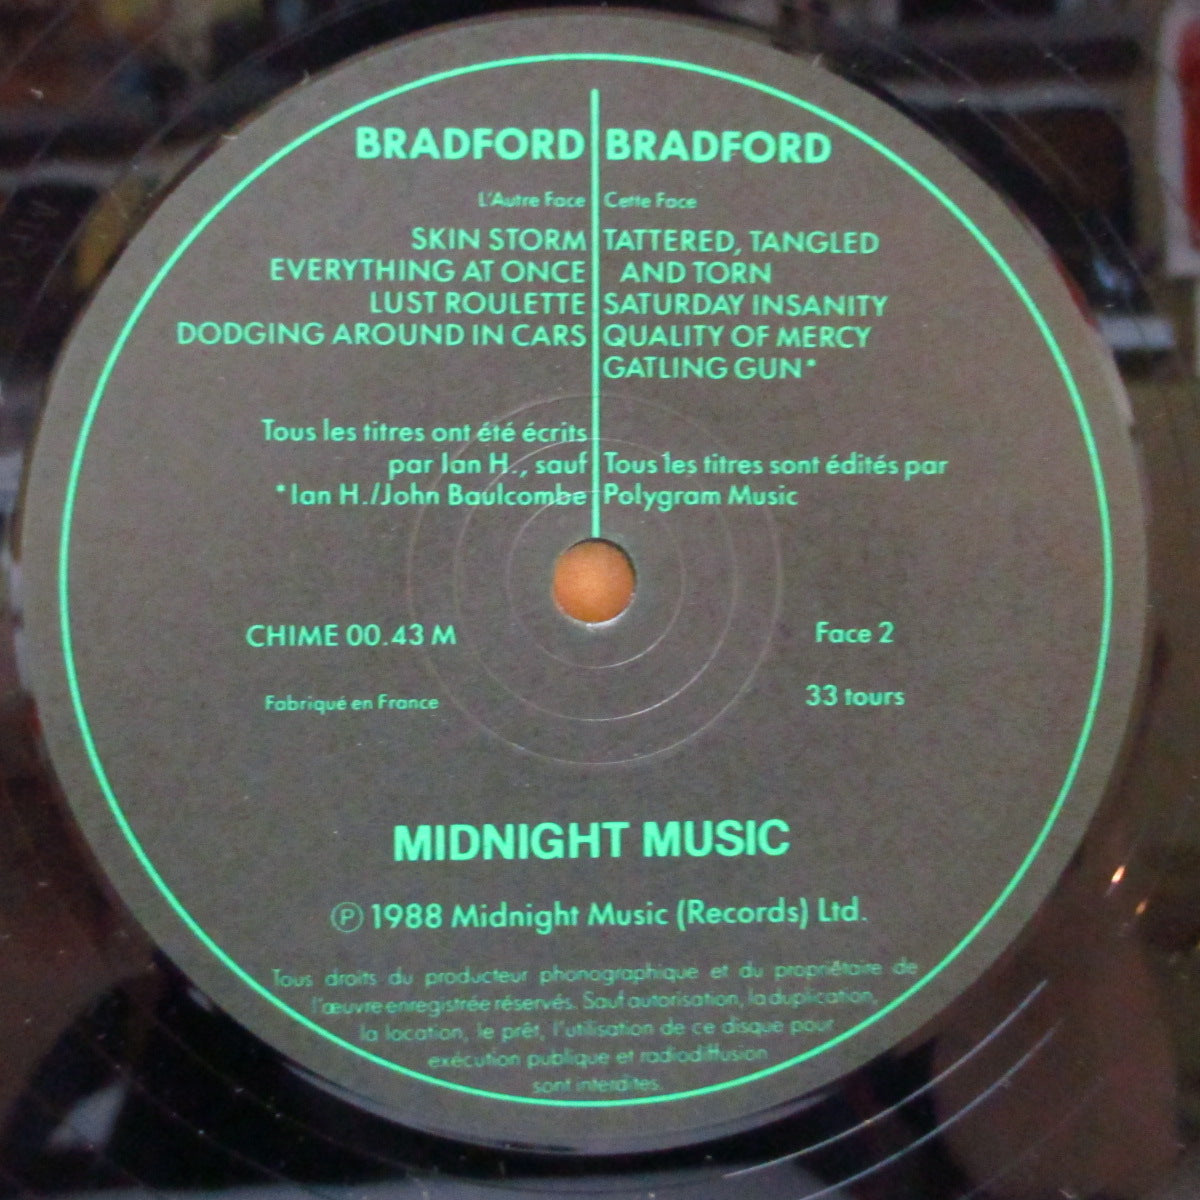 BRADFORD
L'Autre Face
SKIN STORM
EVERYTHING AT ONCE
LUST ROULETTE
DODGING AROUND IN CARS
Tous les titres ont été écrits
par Ian H., sauf
*Ian H./John Baulcombe
BRADFORD
Cette Face
TATTERED, TANGLED
AND TORN
SATURDAY INSANITY
QUALITY OF MERCY
GATLING GUN*
Tous les titres sont édités par
Polygram Music
CHIME 00.43 M
Face 2
Fabriqué en France
33 tours
MIDNIGHT MUSIC
Ⓟ 1988 Midnight Music (Records) Ltd.
Tous droits du producteur phonographique et du propriétaire de
l'œuvre enregistrée réservés. Sauf autorisation, la duplication,
la location, le prêt, l'utilisation de ce disque pour
exécution publique et radiodiffusion
sont interdites.